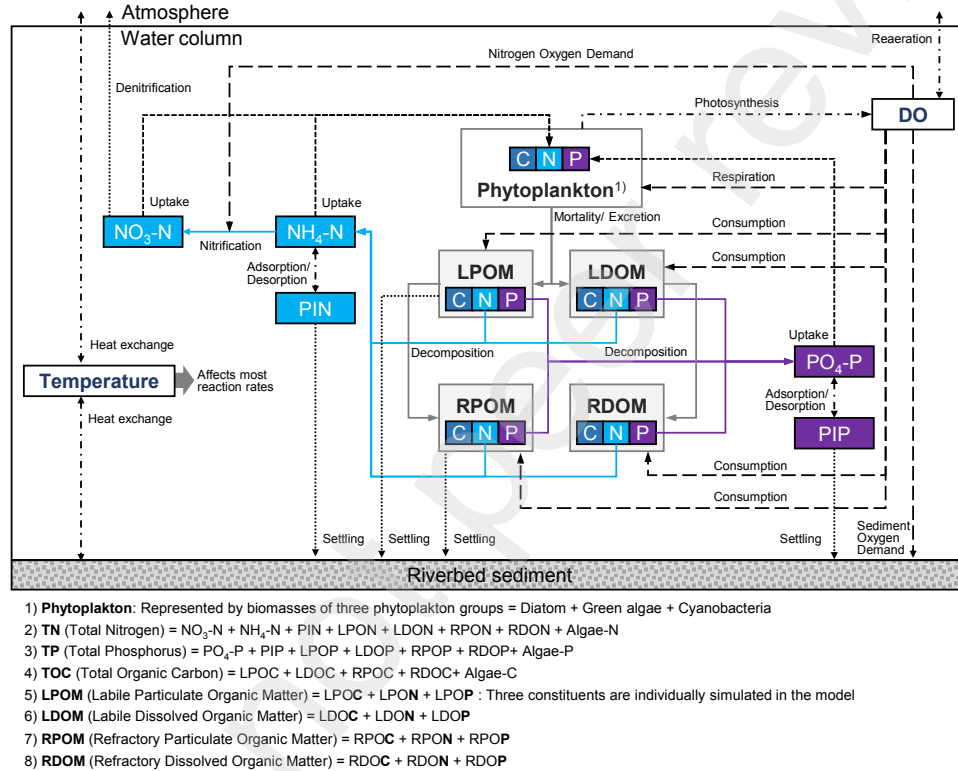 Atmosphere
Water column
Nitrogen Oxygen Demand
Reaeration
Denitrification
Photosynthesis
DO
C N P
Phytoplankton1)
Respiration
Uptake
Uptake
Mortality/ Excretion
NO3-N
Nitrification
NH4-N
Consumption
LPOM
C N P
LDOM
C N P
Consumption
Adsorption/
Desorption
PIN
Uptake
Heat exchange
Decomposition
Decomposition
PO4-P
Temperature
Affects most
reaction rates
Adsorption/
Desorption
Heat exchange
RPOM
C N P
RDOM
C N P
PIP
Consumption
Consumption
Settling
Settling
Settling
Settling
Sediment
Oxygen
Demand
Riverbed sediment
1) Phytoplakton: Represented by biomasses of three phytoplakton groups = Diatom + Green algae + Cyanobacteria
2) TN (Total Nitrogen) = NO3-N + NH4-N + PIN + LPON + LDON + RPON + RDON + Algae-N
3) TP (Total Phosphorus) = PO4-P + PIP + LPOP + LDOP + RPOP + RDOP+ Algae-P
4) TOC (Total Organic Carbon) = LPOC + LDOC + RPOC + RDOC+ Algae-C
5) LPOM (Labile Particulate Organic Matter) = LPOC + LPON + LPOP : Three constituents are individually simulated in the model
6) LDOM (Labile Dissolved Organic Matter) = LDOC + LDON + LDOP
7) RPOM (Refractory Particulate Organic Matter) = RPOC + RPON + RPOP
8) RDOM (Refractory Dissolved Organic Matter) = RDOC + RDON + RDOP